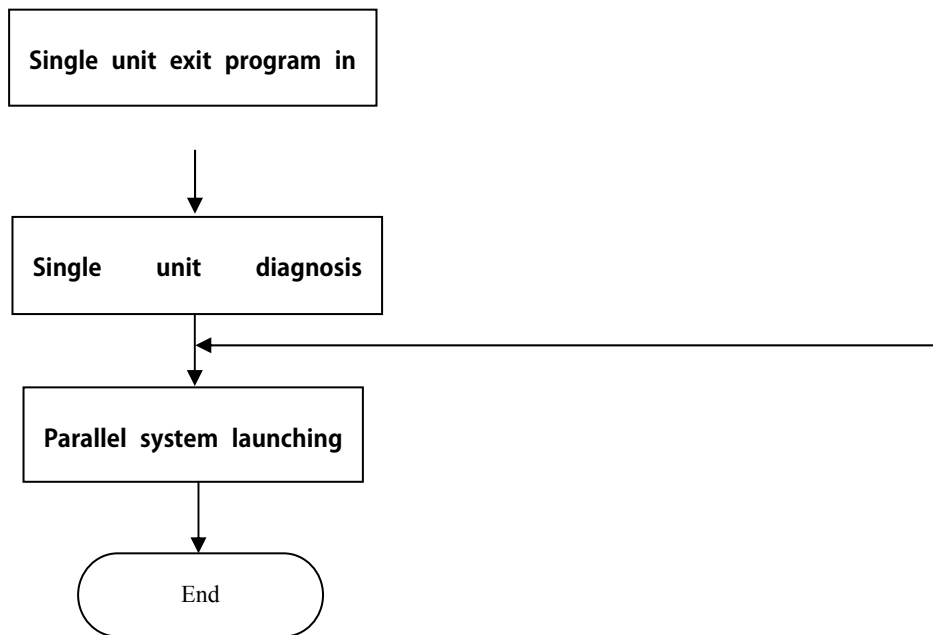 Single unit exit program in
Single unit diagnosis
Parallel system launching
End